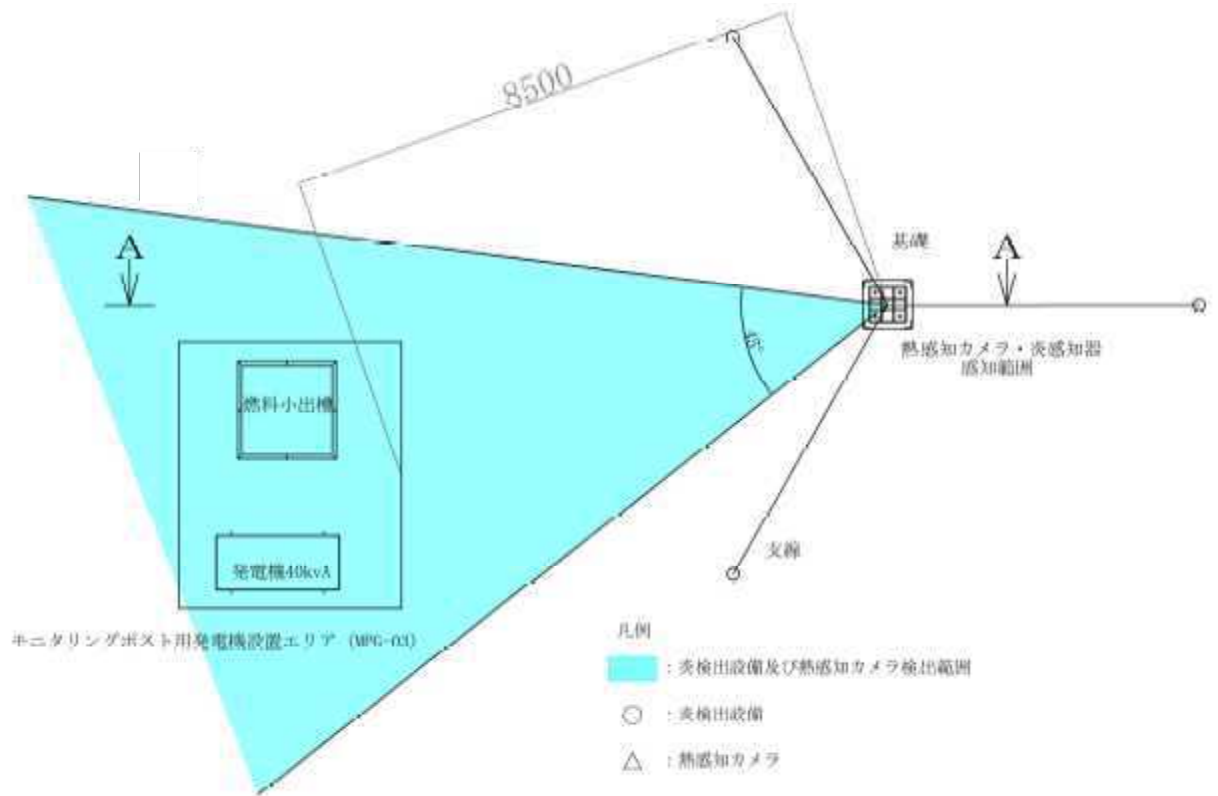 8500
A
A
基礎
45°
熱感知カメラ・炎感知器
感知範囲
燃料小出槽
発電機40kvA
支線
モニタリングポスト用発電機設置エリア (MPG-03)
凡例
：炎検出設備及び熱感知カメラ検出範囲
○ ：炎検出設備
△ ：熱感知カメラ